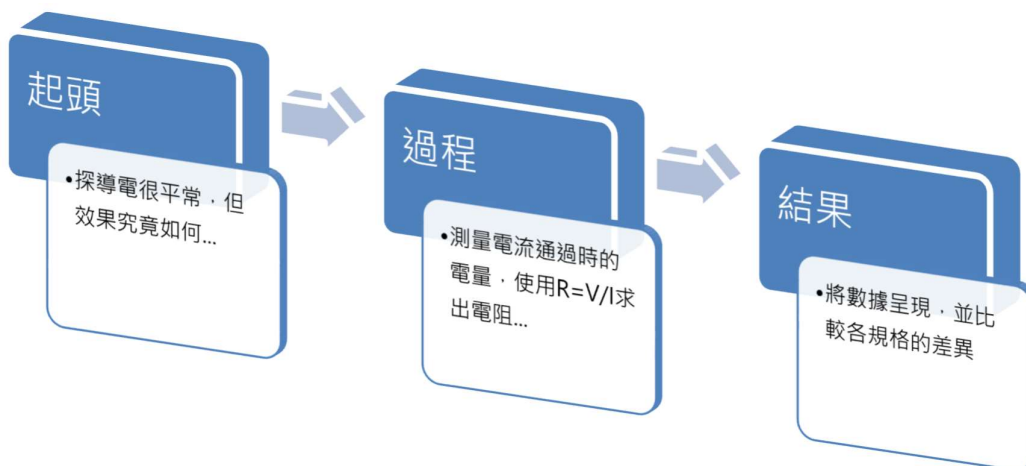 起頭
•探導電很平常，但
效果究竟如何...
過程
•測量電流通過時的
電量，使用R=V/I求
出電阻...
結果
•將數據呈現，並比
較各規格的差異